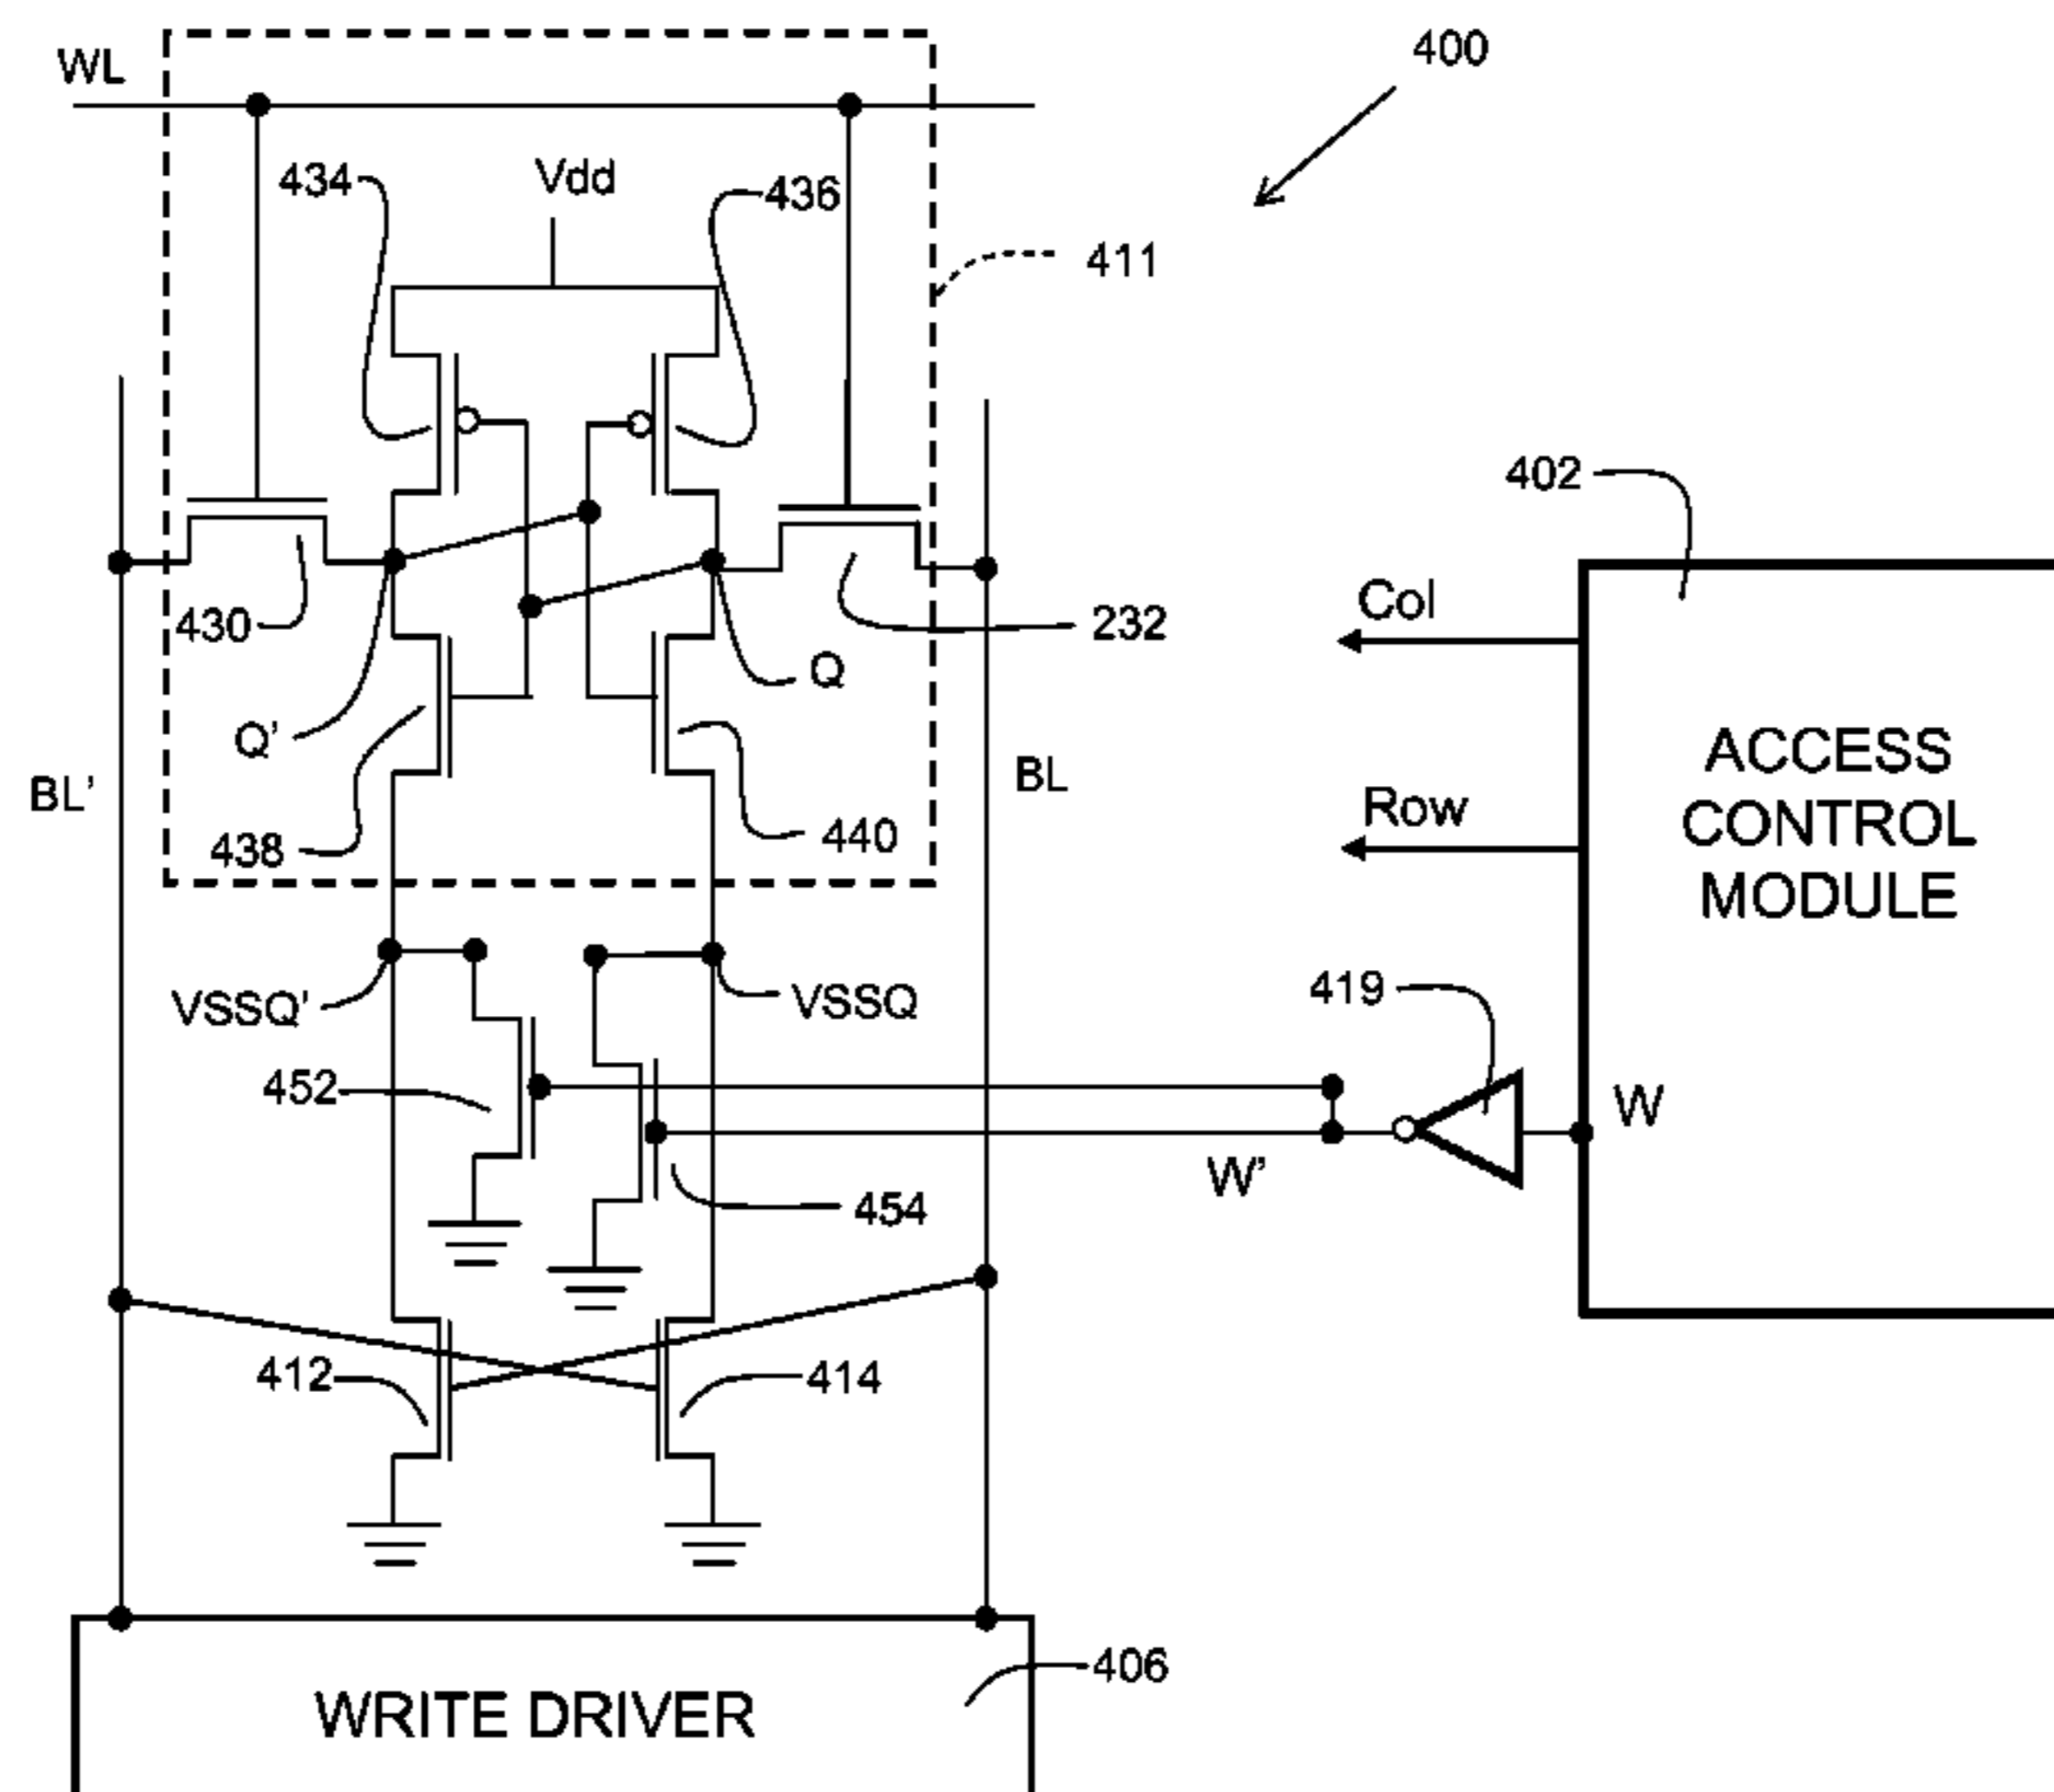 400
WL
434
Vdd
436
411
402
Col
430
232
Q
Q'
ACCESS
CONTROL
MODULE
BL'
BL
Row
438
440
VSSQ'
VSSQ
419
452
W
W'
454
412
414
406
WRITE DRIVER